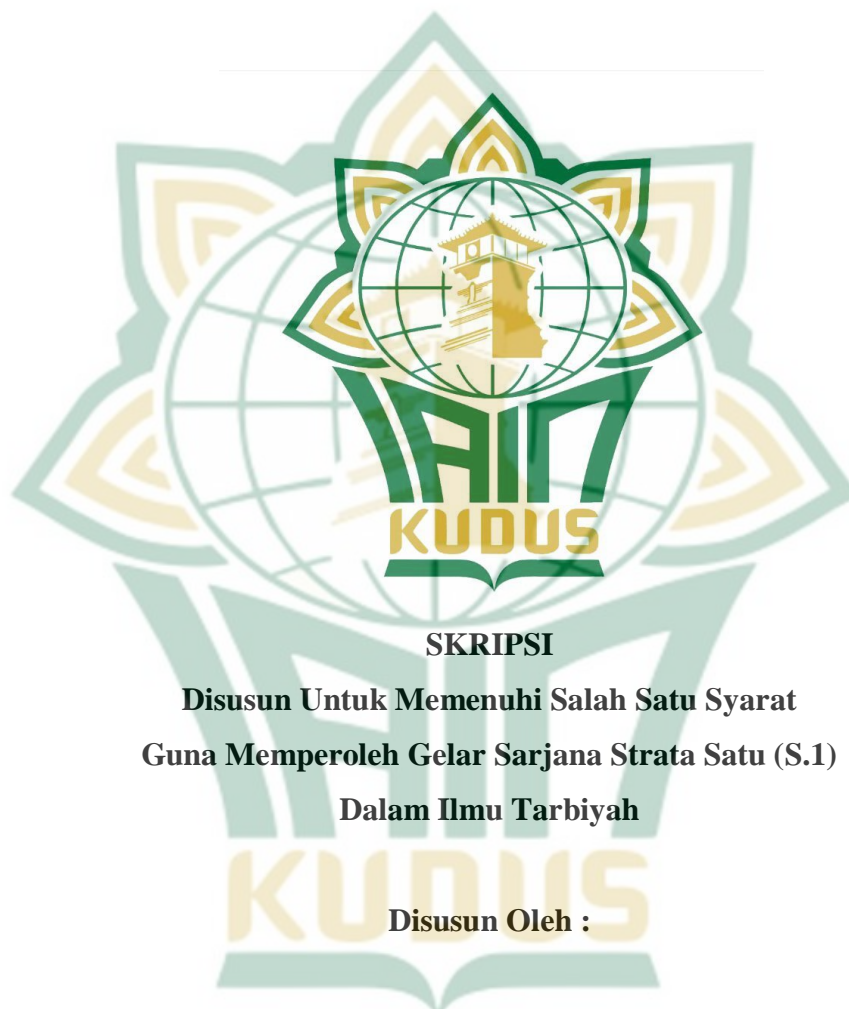 IAIN
KUDUS
SKRIPSI
Disusun Untuk Memenuhi Salah Satu Syarat
Guna Memperoleh Gelar Sarjana Strata Satu (S.1)
Dalam Ilmu Tarbiyah
KUDUS
Disusun Oleh :